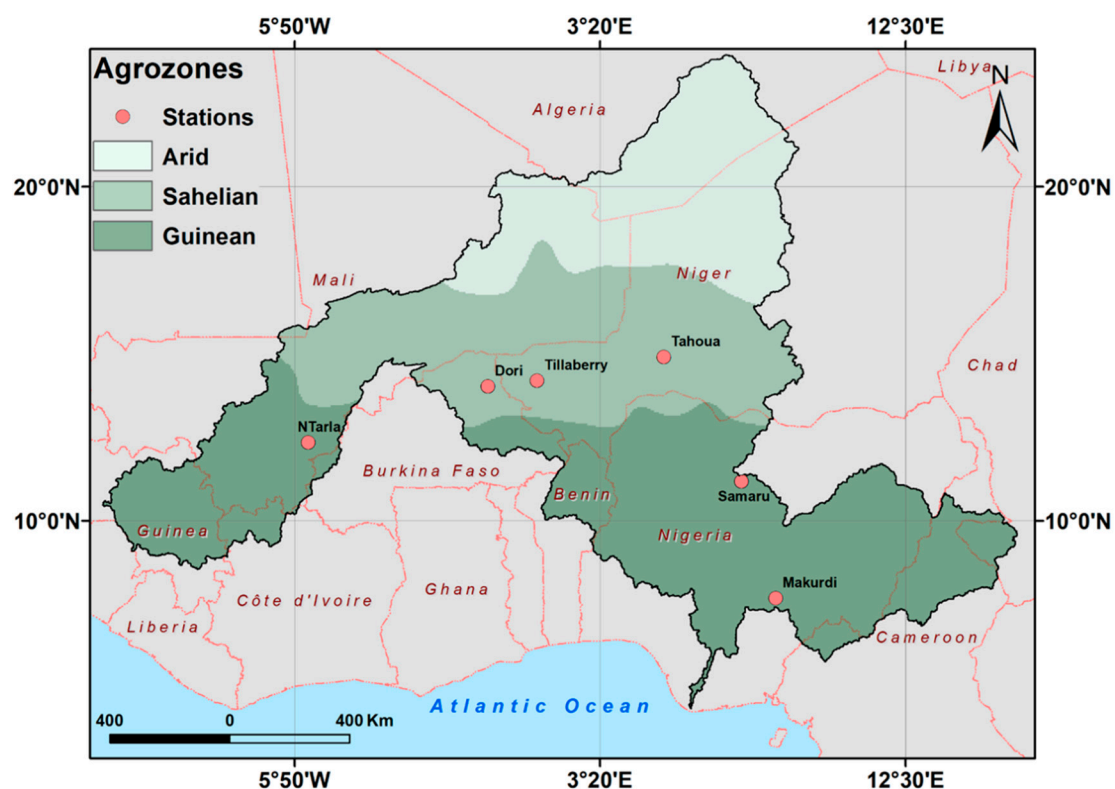 5°50'W 3°20'E 12°30'E
Agrozones
Stations
Arid
Sahelian
Guinean
Libya
N
Algeria
20°0'N 20°0'N
Mali
Niger
Tahoua
Chad
Dori
Tillaberry
NTarla
Burkina Faso
Samaru
Benin
10°0'N 10°0'N
Guinea
Nigeria
Makurdi
Ghana
Côte d'Ivoire
Liberia
Cameroon
Atlantic Ocean
400 0 400 Km
5°50'W 3°20'E 12°30'E